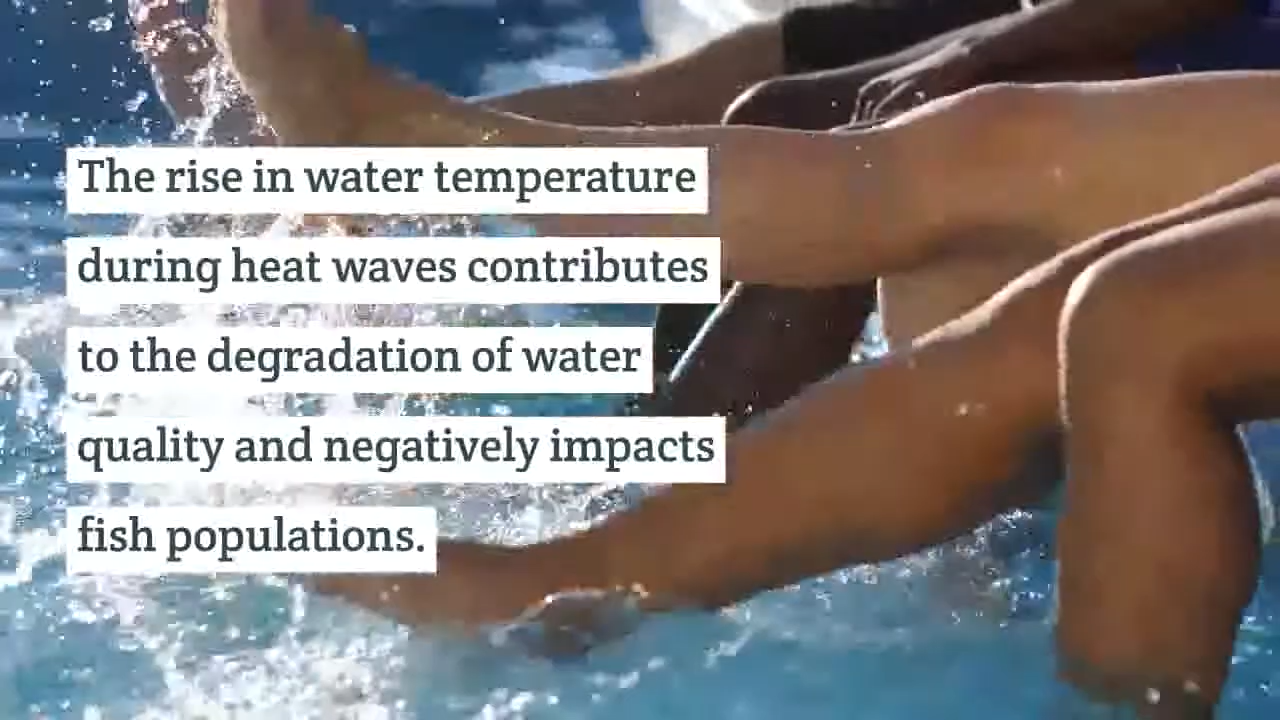 The rise in water temperature
during heat waves contributes
to the degradation of water
quality and negatively impacts
fish populations.